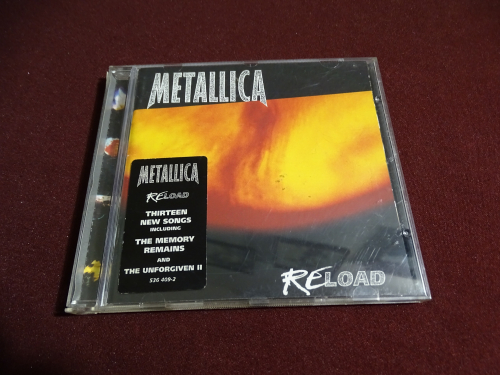 METALLICA
METALLICA
RELOAD
THIRTEEN
NEW SONGS
INCLUDING
THE MEMORY
REMAINS
AND
THE UNFORGIVEN II
536 409-2
RELOAD